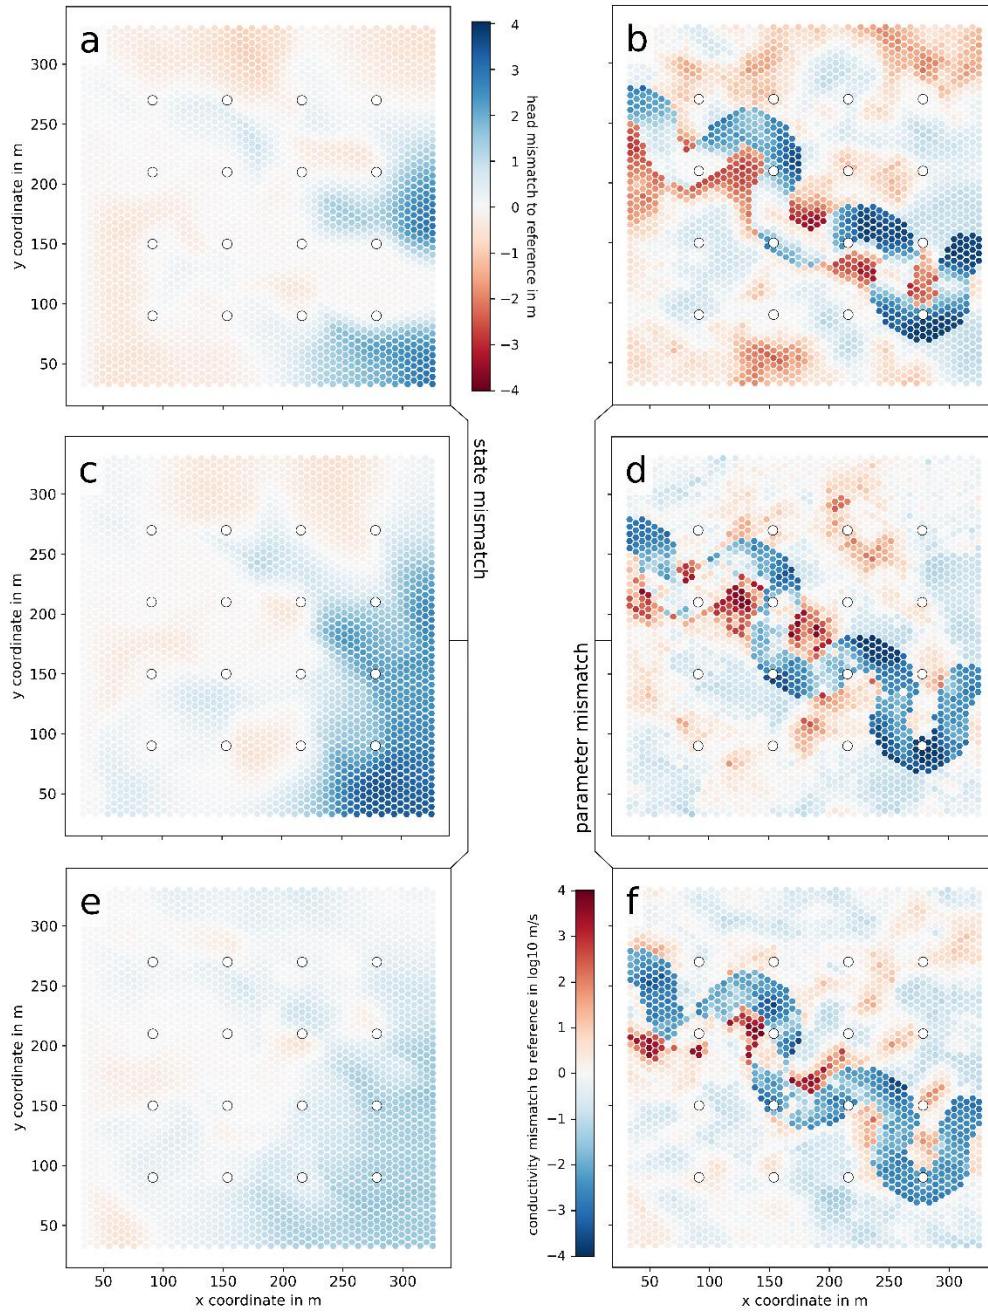 a
300
250
200
150
100
50
y coordinate in m
4
3
2
1
0
−1
−2
−3
−4
head mismatch to reference in m
b
c
300
250
200
150
100
50
y coordinate in m
state mismatch
d
parameter mismatch
e
300
250
200
150
100
50
y coordinate in m
50 100 150 200 250 300
x coordinate in m
4
3
2
1
0
−1
−2
−3
−4
conductivity mismatch to reference in log10 m/s
f
50 100 150 200 250 300
x coordinate in m